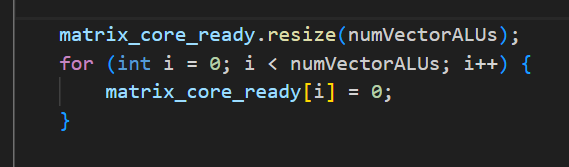 matrix_core_ready.resize(numVectorALUs);
for (int i = 0; i < numVectorALUs; i++) {
    matrix_core_ready[i] = 0;
}